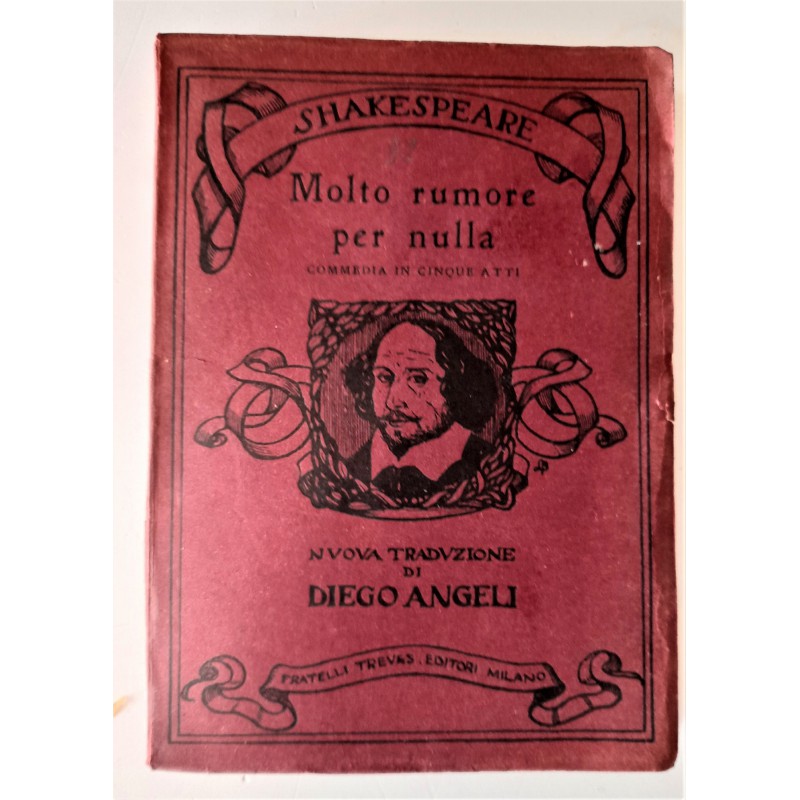 SHAKESPEARE
Molto rumore
per nulla
COMMEDIA IN CINQUE ATTI
NVOVA TRADVZIONE
DI
DIEGO ANGELI
FRATELLI TREVES . EDITORI MILANO